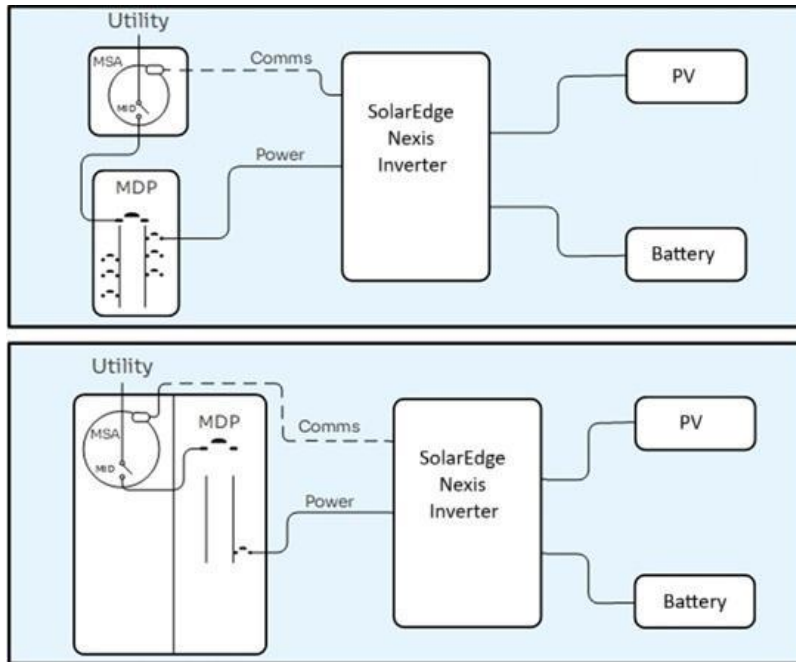 Utility
MSA
MID
Comms
MDP
Power
SolarEdge
Nexis
Inverter
PV
Battery
Utility
MSA
MID
MDP
Comms
Power
SolarEdge
Nexis
Inverter
PV
Battery